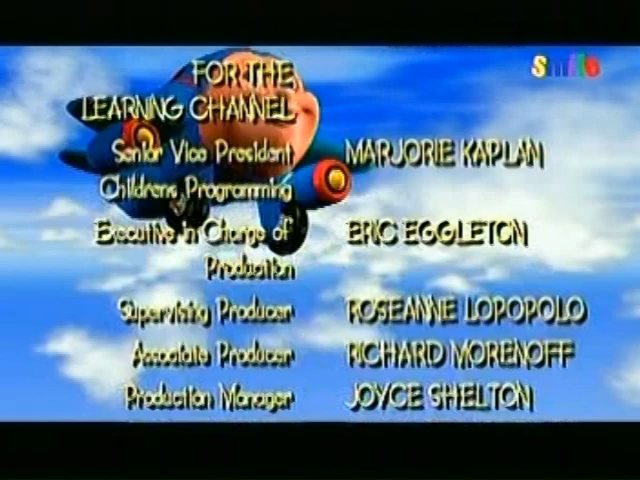 smile
FOR THE
LEARNING CHANNEL
Senior Vice President MARJORIE KAPLAN
Childrens Programming
Executive in Charge of ERIC EGGLETON
Production
Supervising Producer ROSEANNE LOPOPOLO
Associate Producer RICHARD MORENOFF
Production Manager JOYCE SHELTON